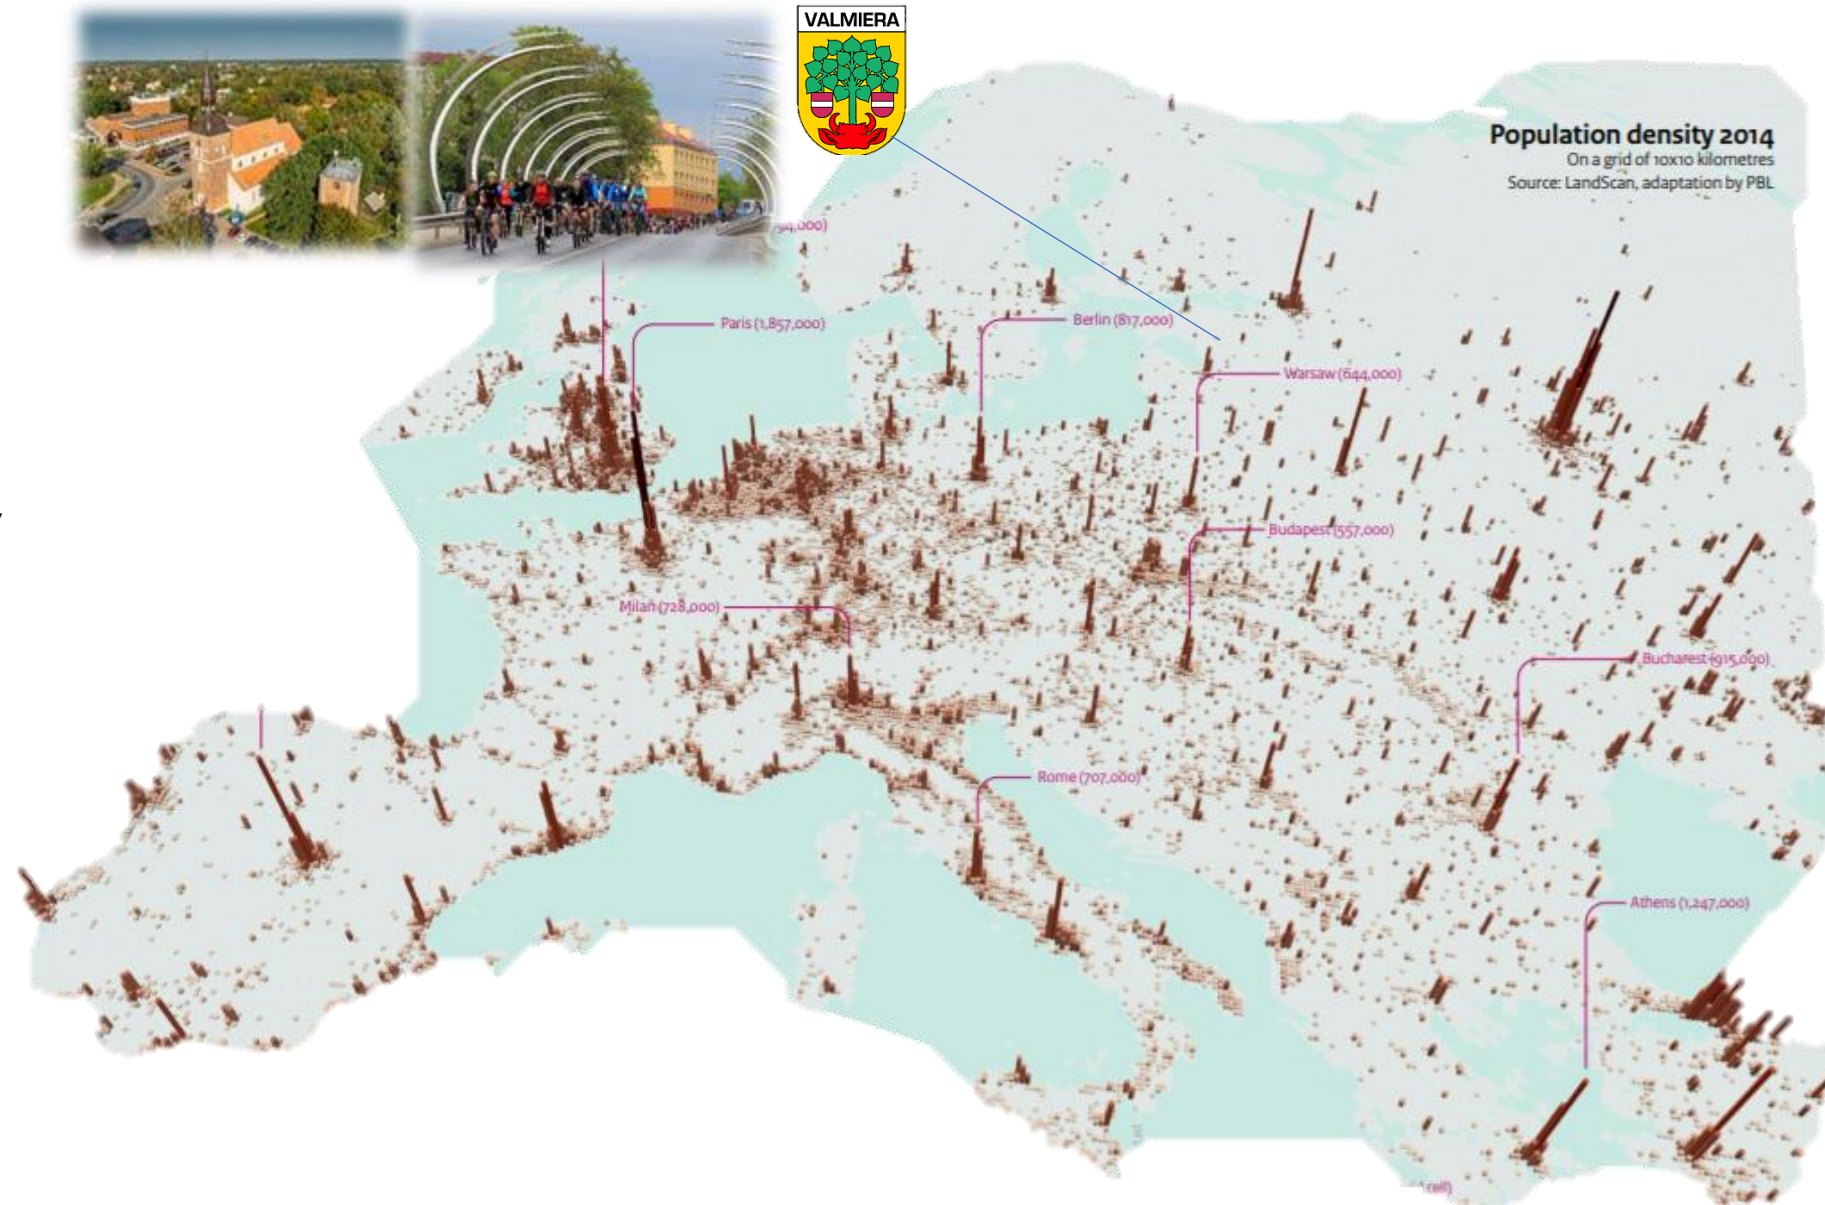 VALMIERA
Population density 2014
On a grid of 10x10 kilometres
Source: LandScan, adaptation by PBL
Paris (1,857,000)
Berlin (817,000)
Warsaw (644,000)
Budapest (557,000)
Milan (728,000)
Bucharest (915,000)
Rome (707,000)
Athens (1,247,000)
cell)